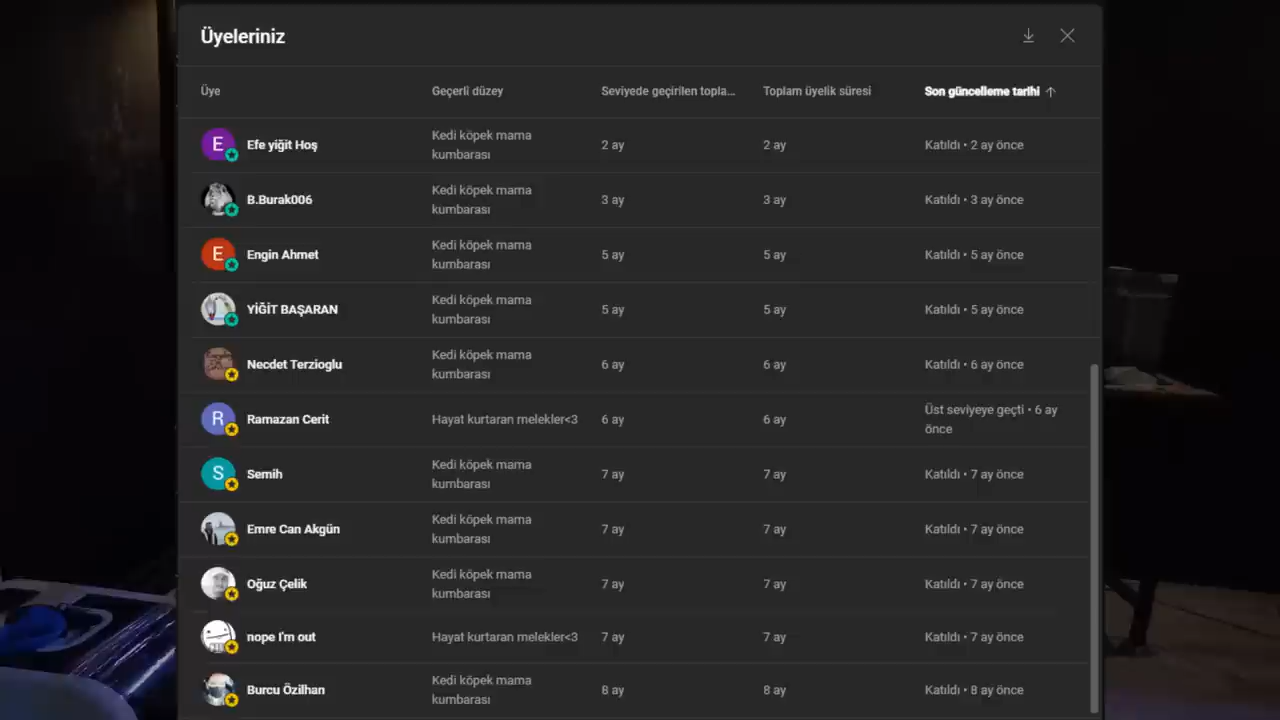 Üyeleriniz
Üye Geçerli düzey Seviyede geçirilen topla... Toplam üyelik süresi Son güncelleme tarihi
E Efe yiğit Hoş Kedi köpek mama 2 ay 2 ay Katıldı • 2 ay önce
kumbarası
B.Burak006 Kedi köpek mama 3 ay 3 ay Katıldı • 3 ay önce
kumbarası
E Engin Ahmet Kedi köpek mama 5 ay 5 ay Katıldı • 5 ay önce
kumbarası
YİĞİT BAŞARAN Kedi köpek mama 5 ay 5 ay Katıldı • 5 ay önce
kumbarası
Necdet Terzioglu Kedi köpek mama 6 ay 6 ay Katıldı • 6 ay önce
kumbarası
R Ramazan Cerit Hayat kurtaran melekler<3 6 ay 6 ay Üst seviyeye geçti • 6 ay
önce
S Semih Kedi köpek mama 7 ay 7 ay Katıldı • 7 ay önce
kumbarası
Emre Can Akgün Kedi köpek mama 7 ay 7 ay Katıldı • 7 ay önce
kumbarası
Oğuz Çelik Kedi köpek mama 7 ay 7 ay Katıldı • 7 ay önce
kumbarası
nope I'm out Hayat kurtaran melekler<3 7 ay 7 ay Katıldı • 7 ay önce
Burcu Özilhan Kedi köpek mama 8 ay 8 ay Katıldı • 8 ay önce
kumbarası